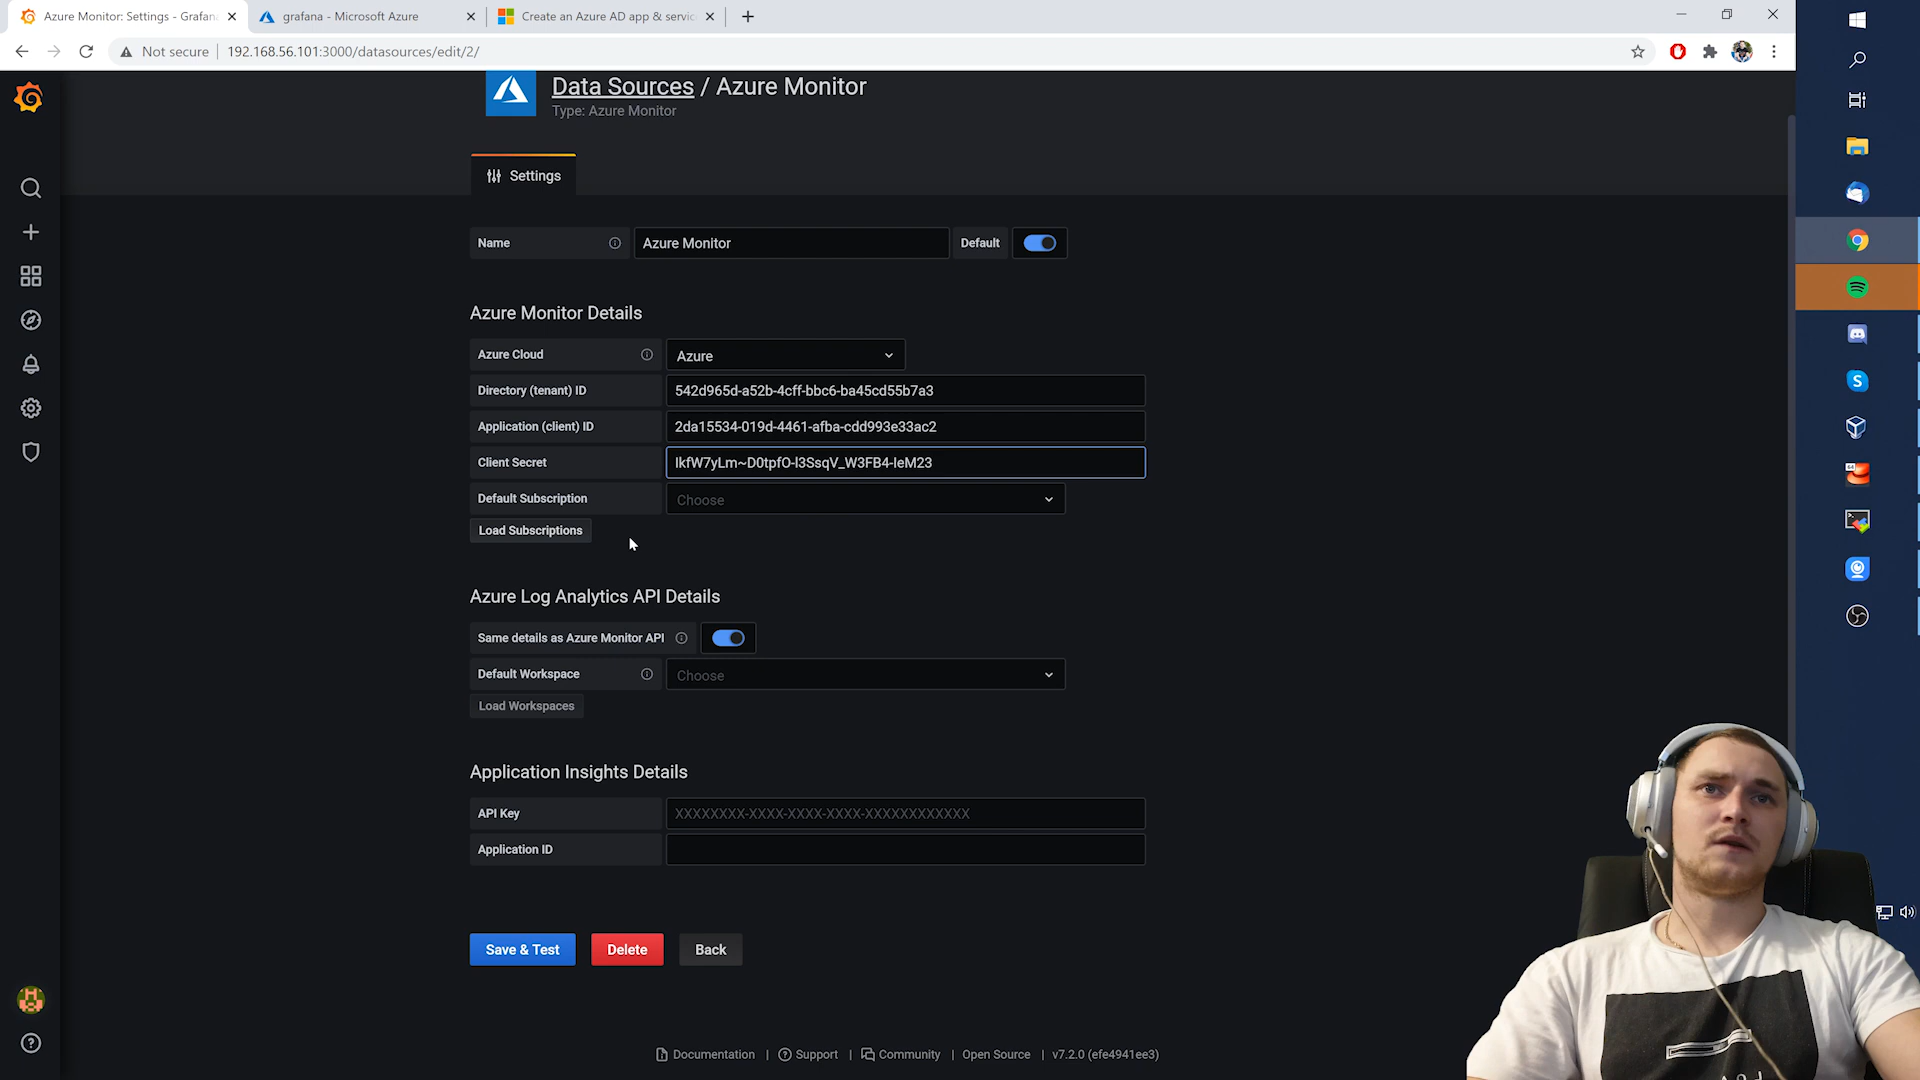 Azure Monitor: Settings - Grafan
grafana - Microsoft Azure
Create an Azure AD app & servic
Not secure
192.168.56.101:3000/datasources/edit/2/
Data Sources / Azure Monitor
Type: Azure Monitor
Settings
Name
Azure Monitor
Default
Azure Monitor Details
Azure Cloud
Azure
Directory (tenant) ID
542d965d-a52b-4cff-bbc6-ba45cd55b7a3
Application (client) ID
2da15534-019d-4461-afba-cdd993e33ac2
Client Secret
IkfW7yLm~D0tpfO-l3SsqV_W3FB4-IeM23
Default Subscription
Choose
Load Subscriptions
Azure Log Analytics API Details
Same details as Azure Monitor API
Default Workspace
Choose
Load Workspaces
Application Insights Details
API Key
XXXXXXXX-XXXX-XXXX-XXXX-XXXXXXXXXXXX
Application ID
Save & Test
Delete
Back
Documentation | Support | Community | Open Source | v7.2.0 (efe4941ee3)